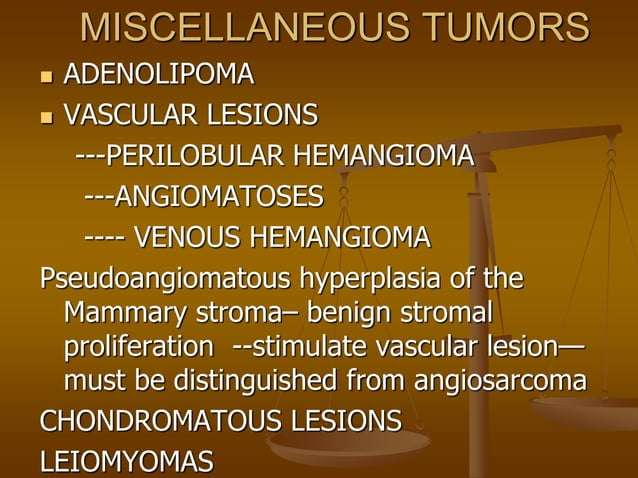 MISCELLANEOUS TUMORS
ADENOLIPOMA
VASCULAR LESIONS
---PERILOBULAR HEMANGIOMA
---ANGIOMATOSES
---- VENOUS HEMANGIOMA
Pseudoangiomatous hyperplasia of the
Mammary stroma– benign stromal
proliferation --stimulate vascular lesion—
must be distinguished from angiosarcoma
CHONDROMATOUS LESIONS
LEIOMYOMAS